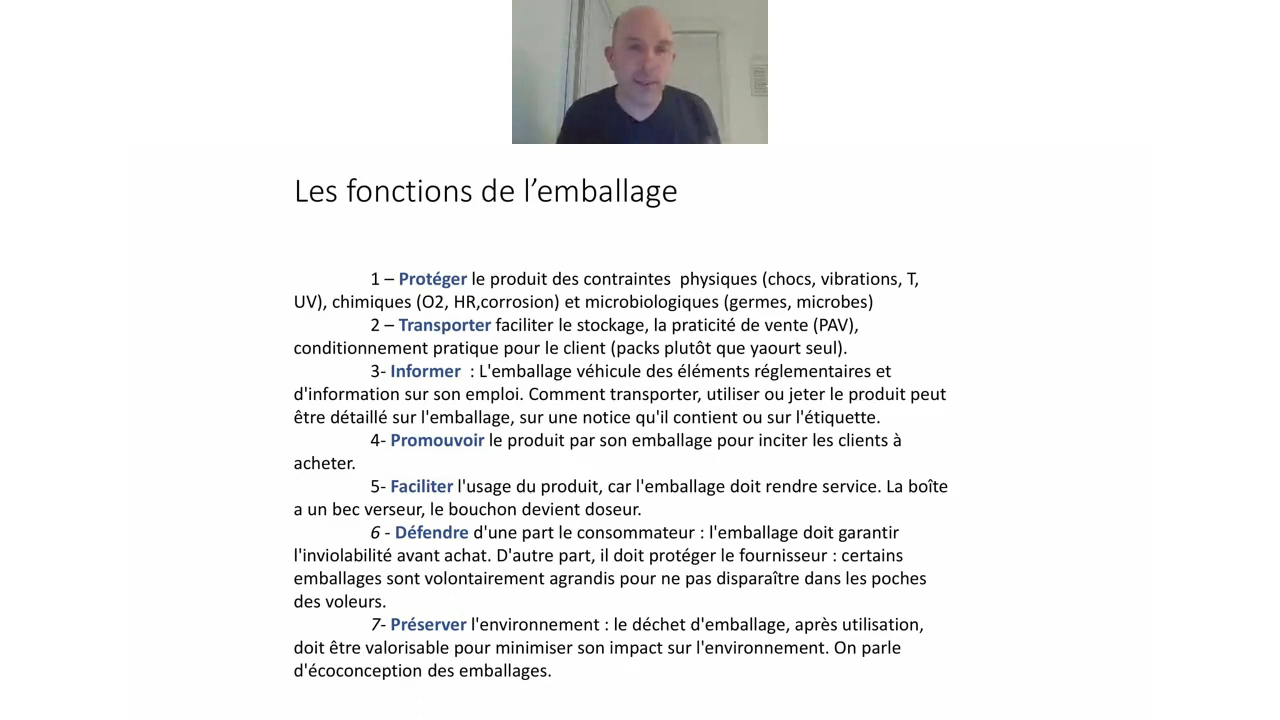 Les fonctions de l’emballage
1 – Protéger le produit des contraintes  physiques (chocs, vibrations, T,
UV), chimiques (O2, HR,corrosion) et microbiologiques (germes, microbes)
2 – Transporter faciliter le stockage, la praticité de vente (PAV),
conditionnement pratique pour le client (packs plutôt que yaourt seul).
3- Informer  : L'emballage véhicule des éléments réglementaires et
d'information sur son emploi. Comment transporter, utiliser ou jeter le produit peut
être détaillé sur l'emballage, sur une notice qu'il contient ou sur l'étiquette.
4- Promouvoir le produit par son emballage pour inciter les clients à
acheter.
5- Faciliter l'usage du produit, car l'emballage doit rendre service. La boîte
a un bec verseur, le bouchon devient doseur.
6 - Défendre d'une part le consommateur : l'emballage doit garantir
l'inviolabilité avant achat. D'autre part, il doit protéger le fournisseur : certains
emballages sont volontairement agrandis pour ne pas disparaître dans les poches
des voleurs.
7- Préserver l'environnement : le déchet d'emballage, après utilisation,
doit être valorisable pour minimiser son impact sur l'environnement. On parle
d'écoconception des emballages.